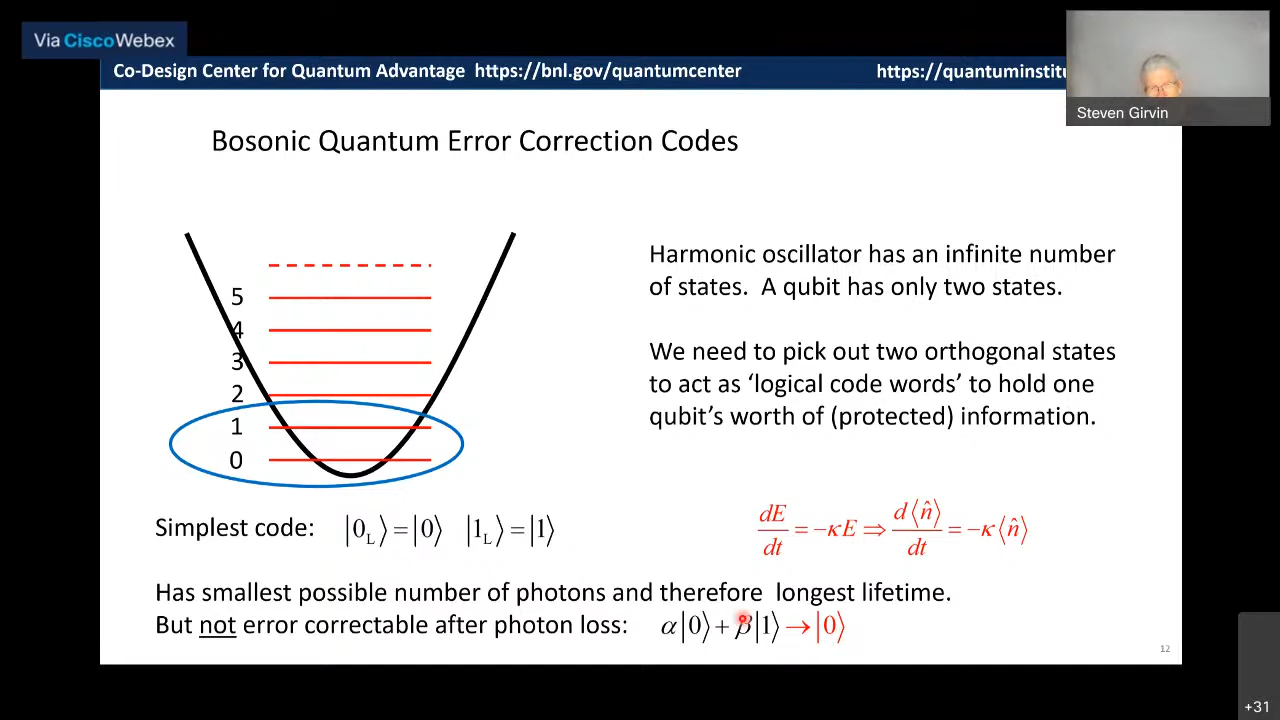 Via CiscoWebex
Co-Design Center for Quantum Advantage https://bnl.gov/quantumcenter
https://quantuminstitu
Steven Girvin
Bosonic Quantum Error Correction Codes
5
4
3
2
1
0
Harmonic oscillator has an infinite number
of states. A qubit has only two states.
We need to pick out two orthogonal states
to act as ‘logical code words’ to hold one
qubit’s worth of (protected) information.
Simplest code: |0_L⟩ = |0⟩ |1_L⟩ = |1⟩
dE/dt = −κE ⇒ d⟨n̂⟩/dt = −κ⟨n̂⟩
Has smallest possible number of photons and therefore longest lifetime.
But not error correctable after photon loss: α|0⟩ + β|1⟩ → |0⟩
12
+31